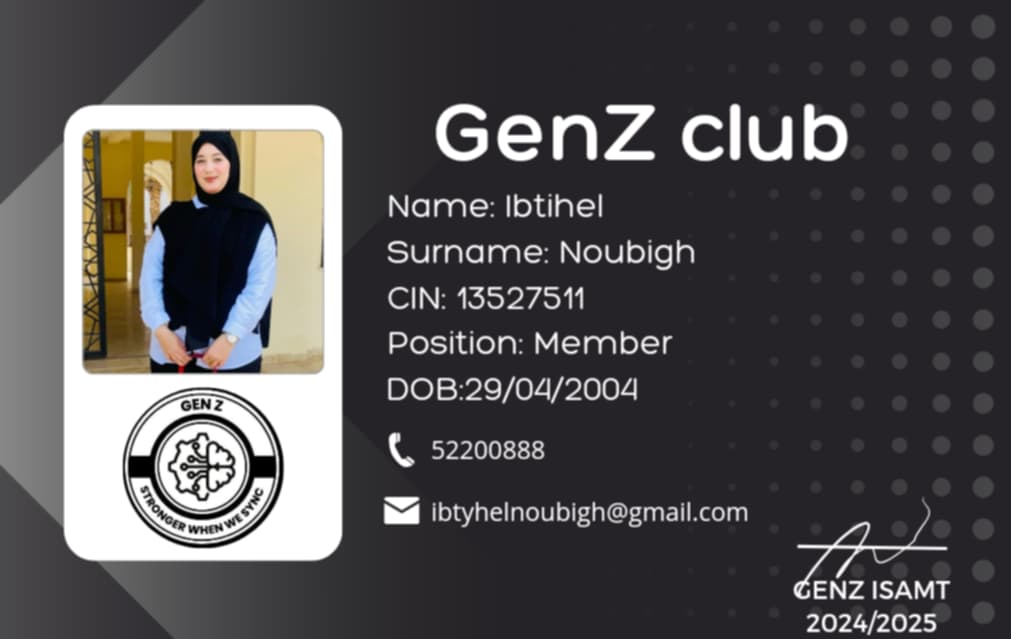 GenZ club
Name: Ibtihel
Surname: Noubigh
CIN: 13527511
Position: Member
DOB:29/04/2004
52200888
ibtyhelnoubigh@gmail.com
GEN Z
STRONGER WHEN WE SYNC
GENZ ISAMT
2024/2025